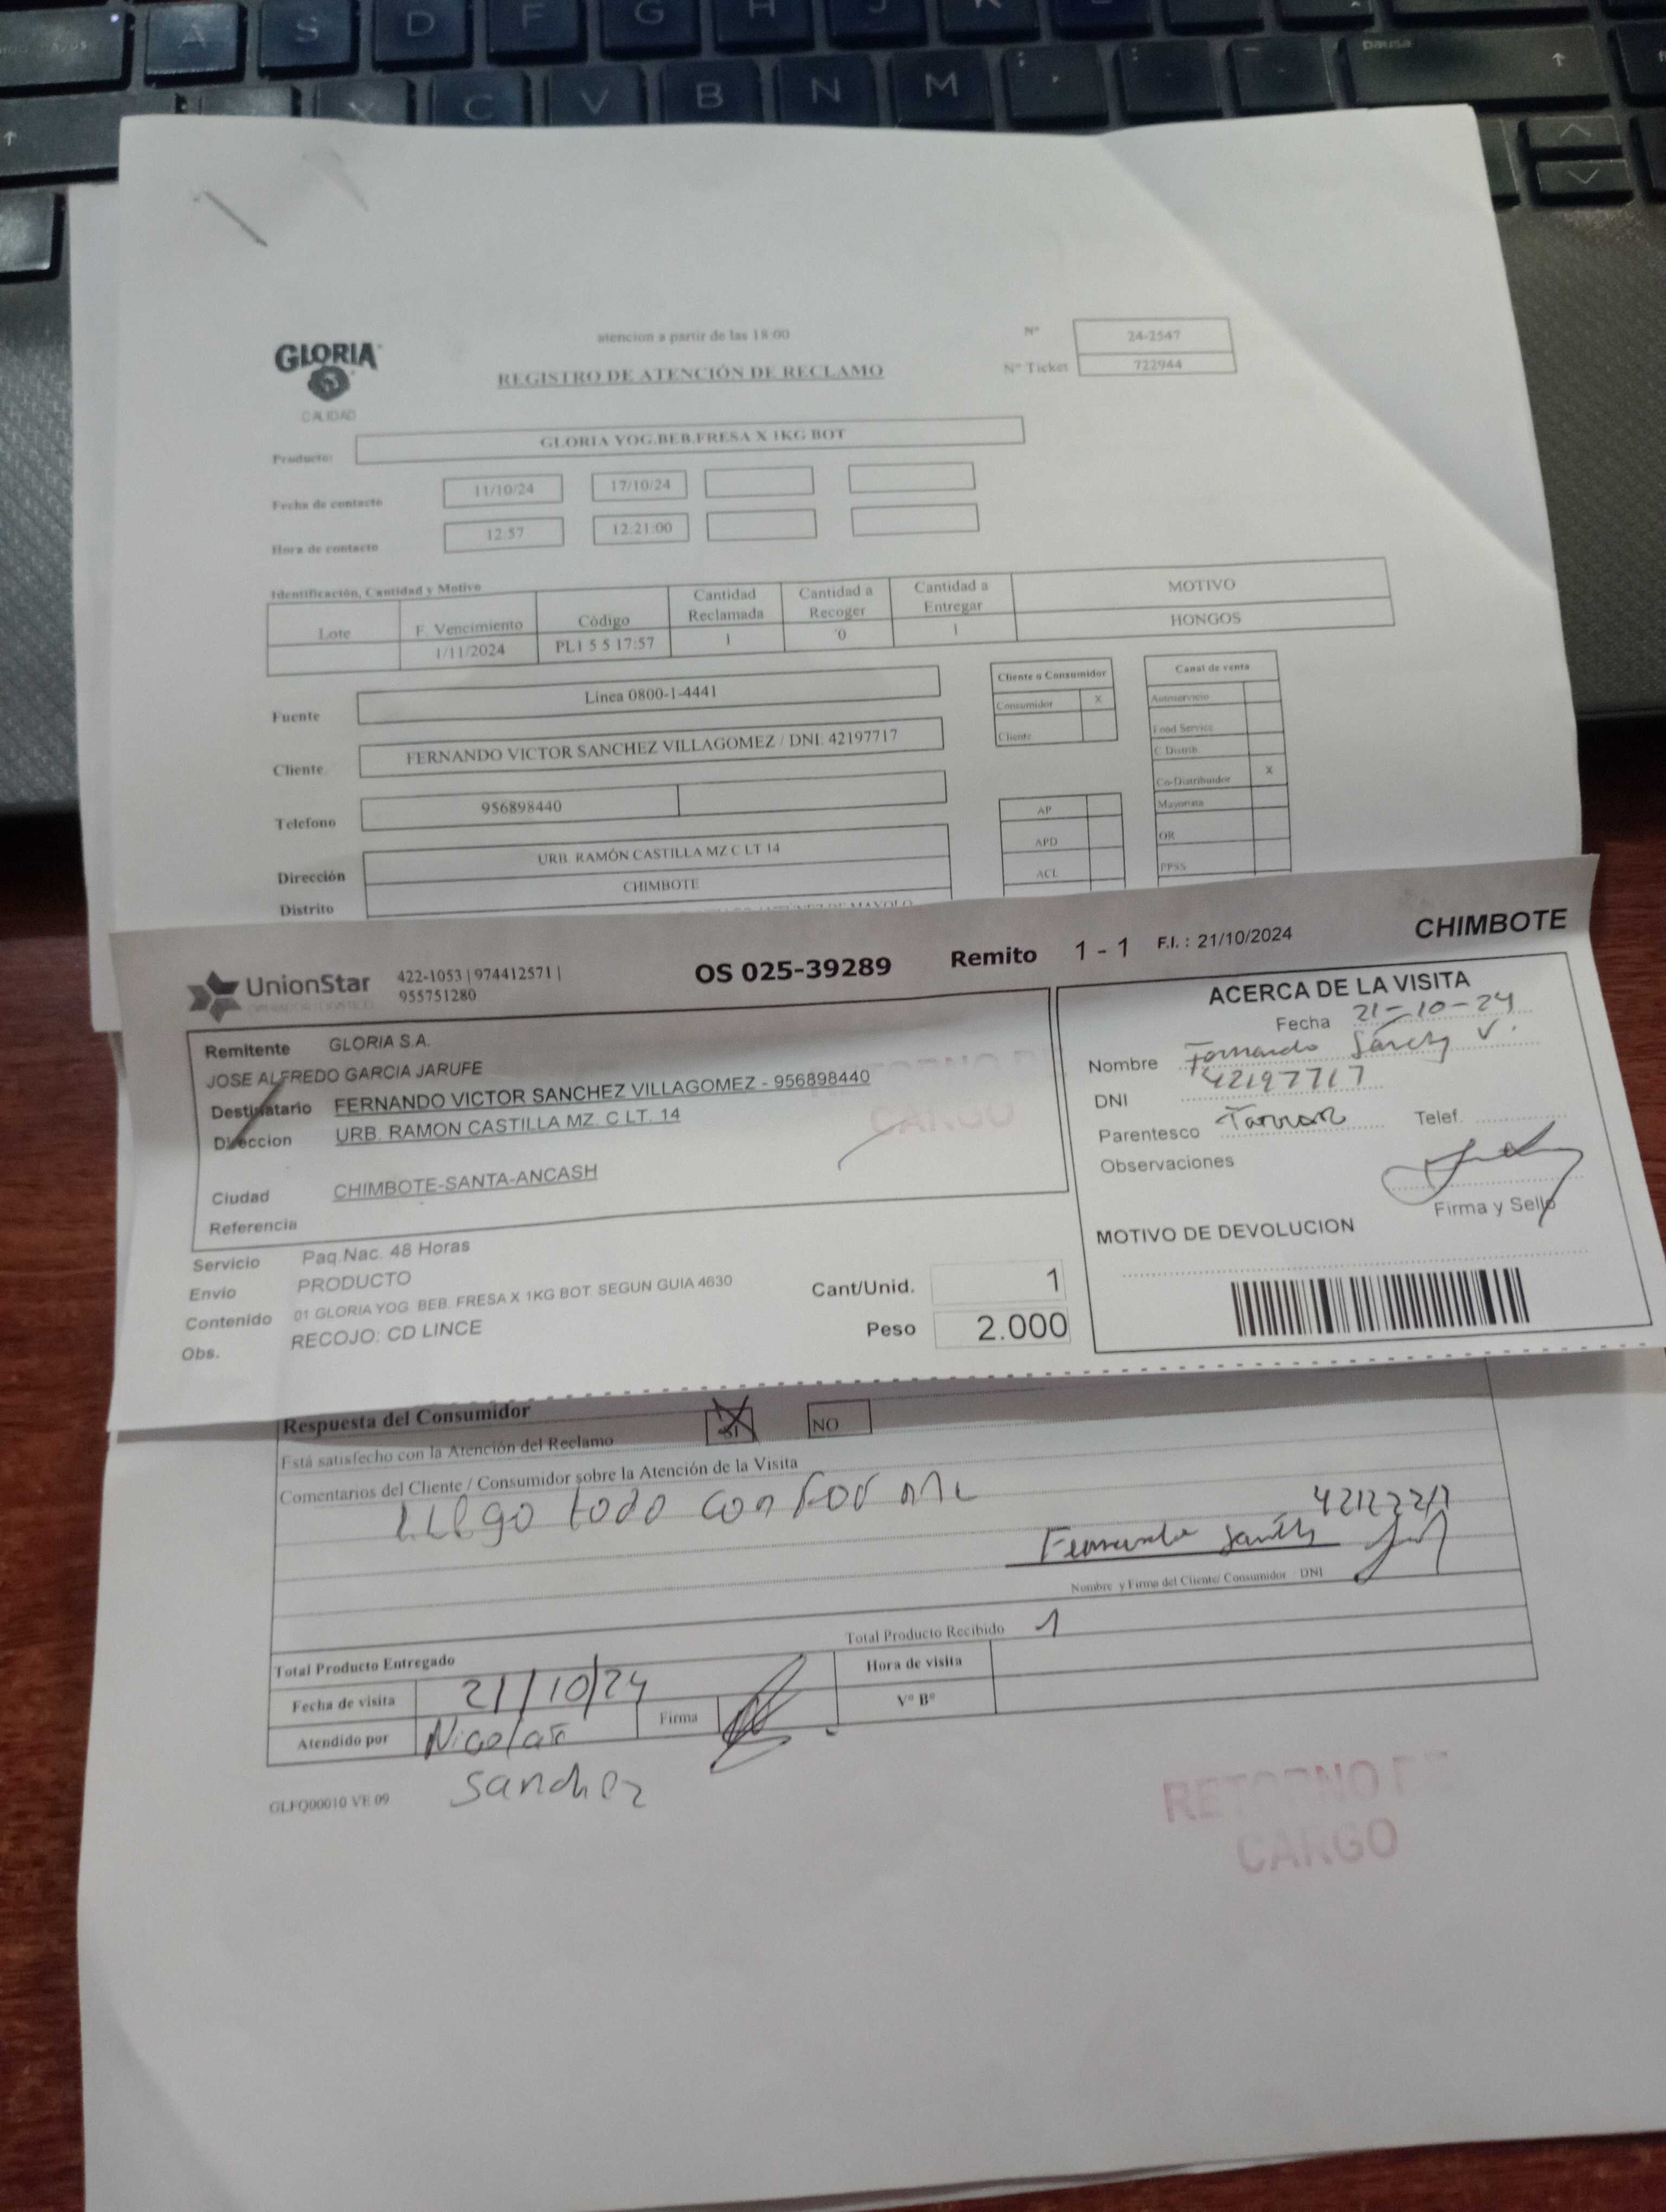 A S D F G H J K
pausa
X C V B N M
GLORIA
CALIDAD
atencion a partir de las 18:00
REGISTRO DE ATENCIÓN DE RECLAMO
N° 24-2547
N° Ticket 722944
Producto: GLORIA YOG.BEB.FRESA X 1KG BOT
Fecha de contacto 11/10/24 17/10/24
Hora de contacto 12:57 12:21:00
Identificación, Cantidad y Motivo
Lote F. Vencimiento Código Cantidad Reclamada Cantidad a Recoger Cantidad a Entregar MOTIVO
1/11/2024 PL1 5 5 17:57 1 0 1 HONGOS
Fuente Linea 0800-1-4441
Cliente FERNANDO VICTOR SANCHEZ VILLAGOMEZ / DNI: 42197717
Telefono 956898440
Dirección URB. RAMÓN CASTILLA MZ C LT 14
Distrito CHIMBOTE
Cliente o Consumidor
Consumidor X
Cliente
AP
APD
ACL
Canal de venta
Autoservicio
Food Service
C.Distrib.
Co-Distribuidor X
Mayorista
OR
PPSS
UnionStar
422-1053 | 974412571 |
955751280
OS 025-39289 Remito 1 - 1 F.I. : 21/10/2024 CHIMBOTE
Remitente GLORIA S.A.
JOSE ALFREDO GARCIA JARUFE
Destinatario FERNANDO VICTOR SANCHEZ VILLAGOMEZ - 956898440
Direccion URB. RAMON CASTILLA MZ. C LT. 14
Ciudad CHIMBOTE-SANTA-ANCASH
Referencia
CARGO
Servicio Paq.Nac. 48 Horas
Envio PRODUCTO
Contenido 01 GLORIA YOG. BEB. FRESA X 1KG BOT. SEGUN GUIA 4630
Obs. RECOJO: CD LINCE
Cant/Unid. 1
Peso 2.000
ACERCA DE LA VISITA
Fecha 21-10-24
Nombre Fernando Sánchez V.
DNI 42197717
Parentesco Telef.
Observaciones
Firma y Sello
MOTIVO DE DEVOLUCION
Respuesta del Consumidor
Está satisfecho con la Atención del Reclamo SI NO
Comentarios del Cliente / Consumidor sobre la Atención de la Visita
LLego todo conforme
Nombre y Firma del Cliente/ Consumidor / DNI
Total Producto Entregado Total Producto Recibido 1
Fecha de visita 21/10/24 Hora de visita
Atendido por Nicolas Sanchez Firma V° B°
GLFQ00010 VE 09
RETORNO DE
CARGO